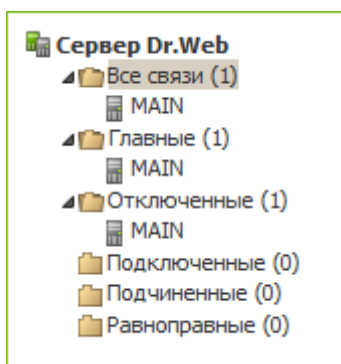 Сервер Dr.Web
Все связи (1)
MAIN
Главные (1)
MAIN
Отключенные (1)
MAIN
Подключенные (0)
Подчиненные (0)
Равноправные (0)